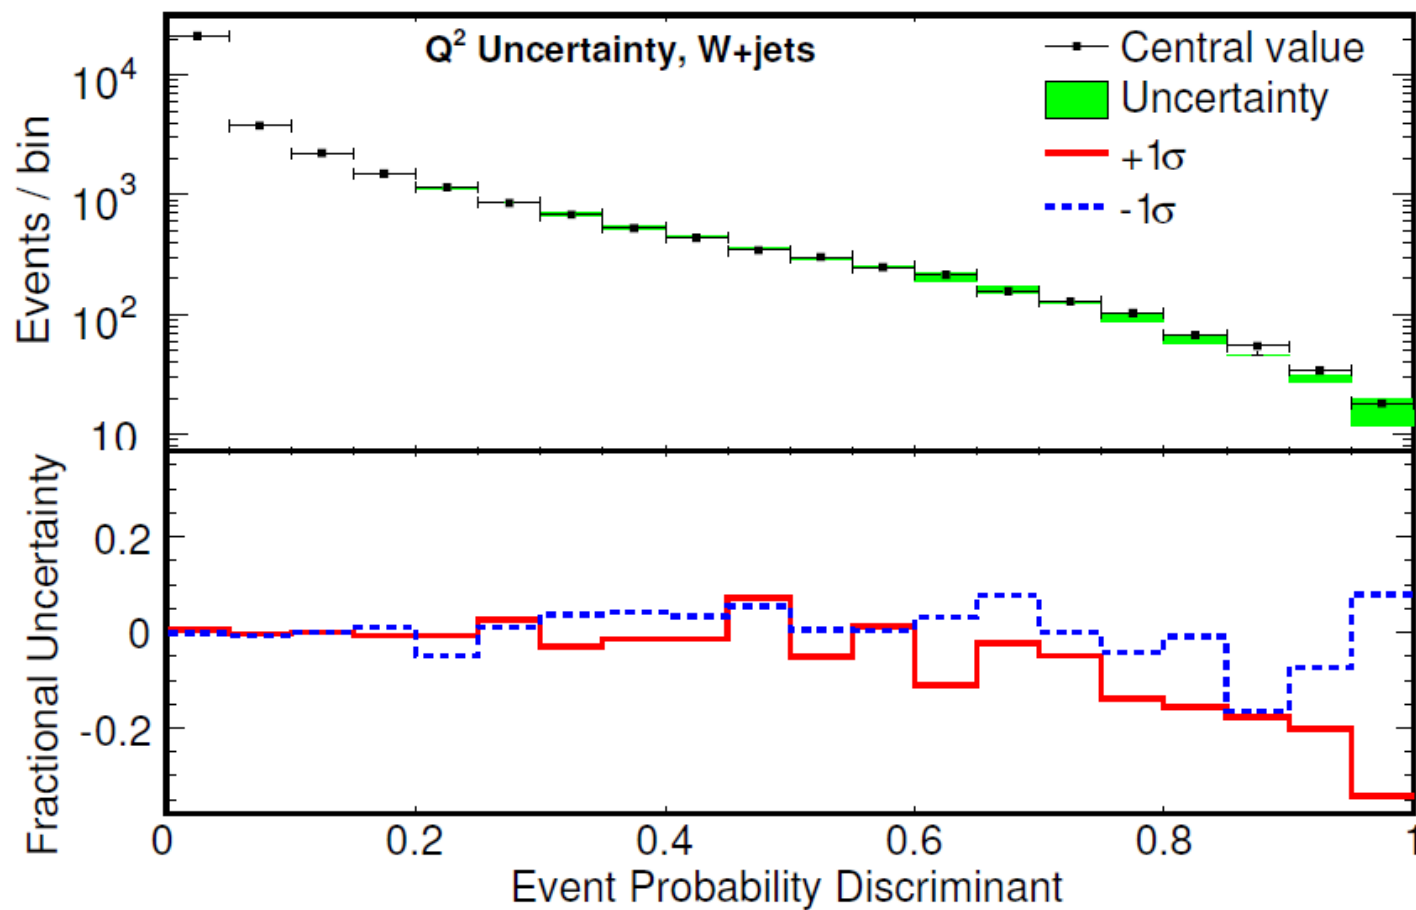 Q² Uncertainty, W+jets
Central value
Uncertainty
+1σ
-1σ
Events / bin
10⁴
10³
10²
10
Fractional Uncertainty
0.2
0
-0.2
0 0.2 0.4 0.6 0.8 1
Event Probability Discriminant